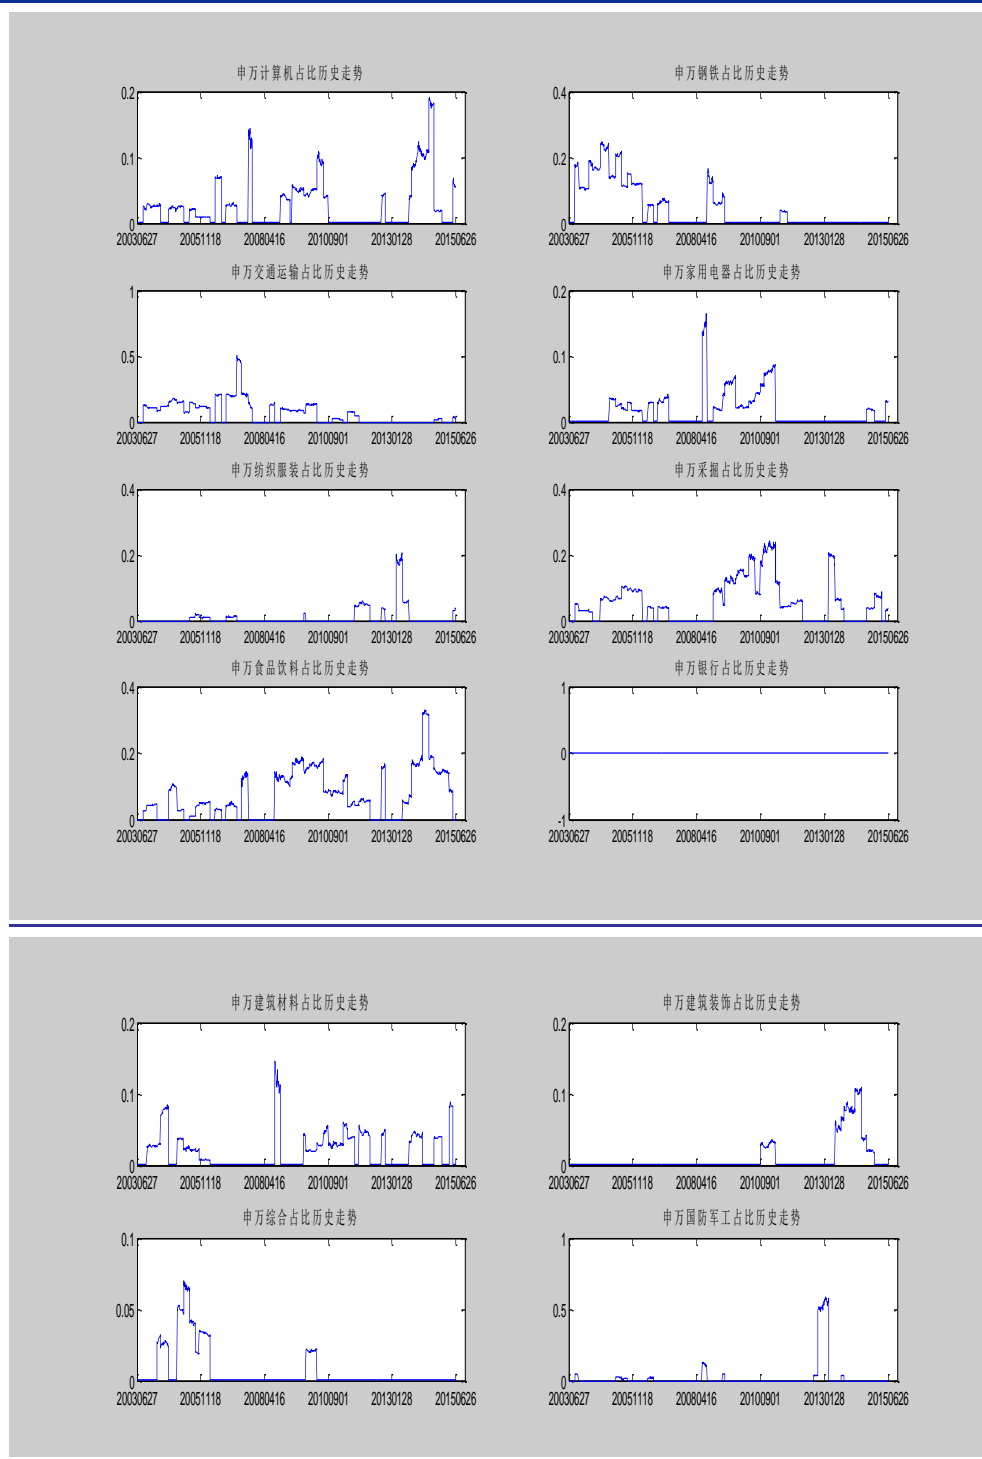 申万计算机占比历史走势
0.2
0.1
0
20030627 20051118 20080416 20100901 20130128 20150626
申万钢铁占比历史走势
0.4
0.2
0
20030627 20051118 20080416 20100901 20130128 20150626
申万交通运输占比历史走势
1
0.5
0
20030627 20051118 20080416 20100901 20130128 20150626
申万家用电器占比历史走势
0.2
0.1
0
20030627 20051118 20080416 20100901 20130128 20150626
申万纺织服装占比历史走势
0.4
0.2
0
20030627 20051118 20080416 20100901 20130128 20150626
申万采掘占比历史走势
0.4
0.2
0
20030627 20051118 20080416 20100901 20130128 20150626
申万食品饮料占比历史走势
0.4
0.2
0
20030627 20051118 20080416 20100901 20130128 20150626
申万银行占比历史走势
1
0
-1
20030627 20051118 20080416 20100901 20130128 20150626
申万建筑材料占比历史走势
0.2
0.1
0
20030627 20051118 20080416 20100901 20130128 20150626
申万建筑装饰占比历史走势
0.2
0.1
0
20030627 20051118 20080416 20100901 20130128 20150626
申万综合占比历史走势
0.1
0.05
0
20030627 20051118 20080416 20100901 20130128 20150626
申万国防军工占比历史走势
1
0.5
0
20030627 20051118 20080416 20100901 20130128 20150626